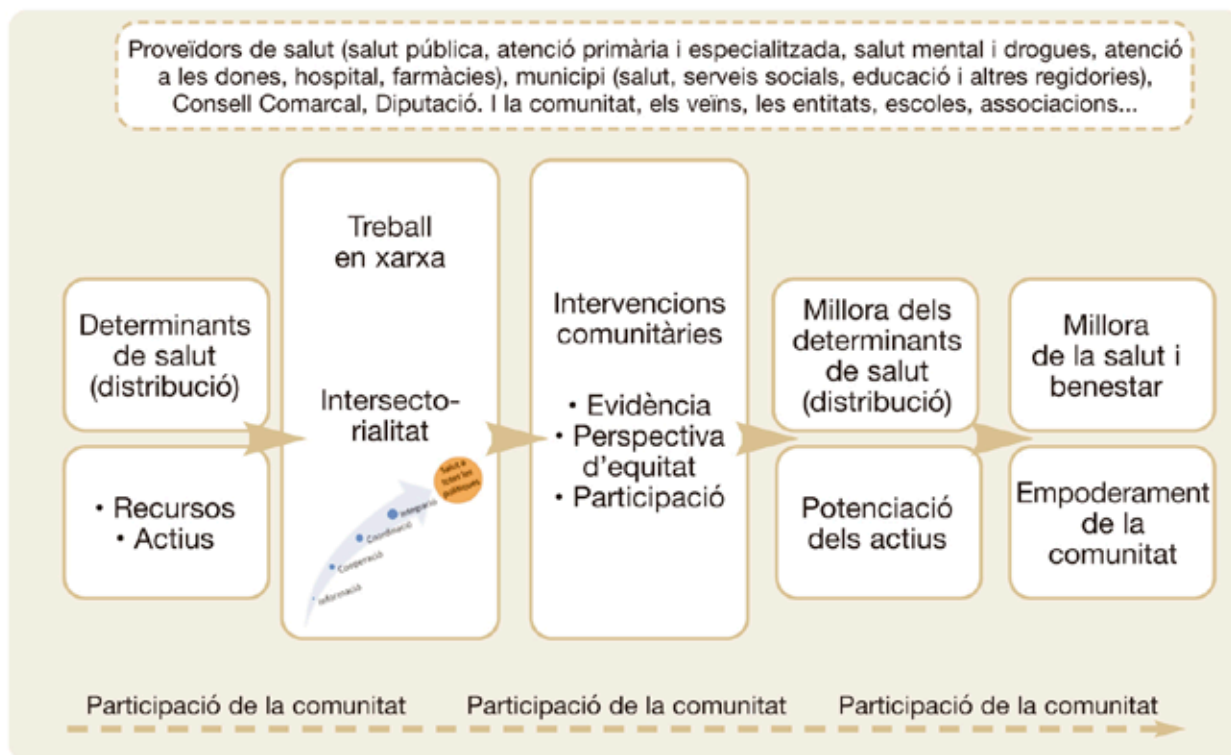 Proveïdors de salut (salut pública, atenció primària i especialitzada, salut mental i drogues, atenció
a les dones, hospital, farmàcies), municipi (salut, serveis socials, educació i altres regidories),
Consell Comarcal, Diputació. I la comunitat, els veïns, les entitats, escoles, associacions...
Determinants
de salut
(distribució)
• Recursos
• Actius
Treball
en xarxa
Intersecto-
rialitat
Salut a
totes les
polítiques
Integració
Coordinació
Cooperació
Informació
Intervencions
comunitàries
• Evidència
• Perspectiva
d'equitat
• Participació
Millora dels
determinants
de salut
(distribució)
Potenciació
dels actius
Millora
de la salut i
benestar
Empoderament
de la
comunitat
Participació de la comunitat
Participació de la comunitat
Participació de la comunitat